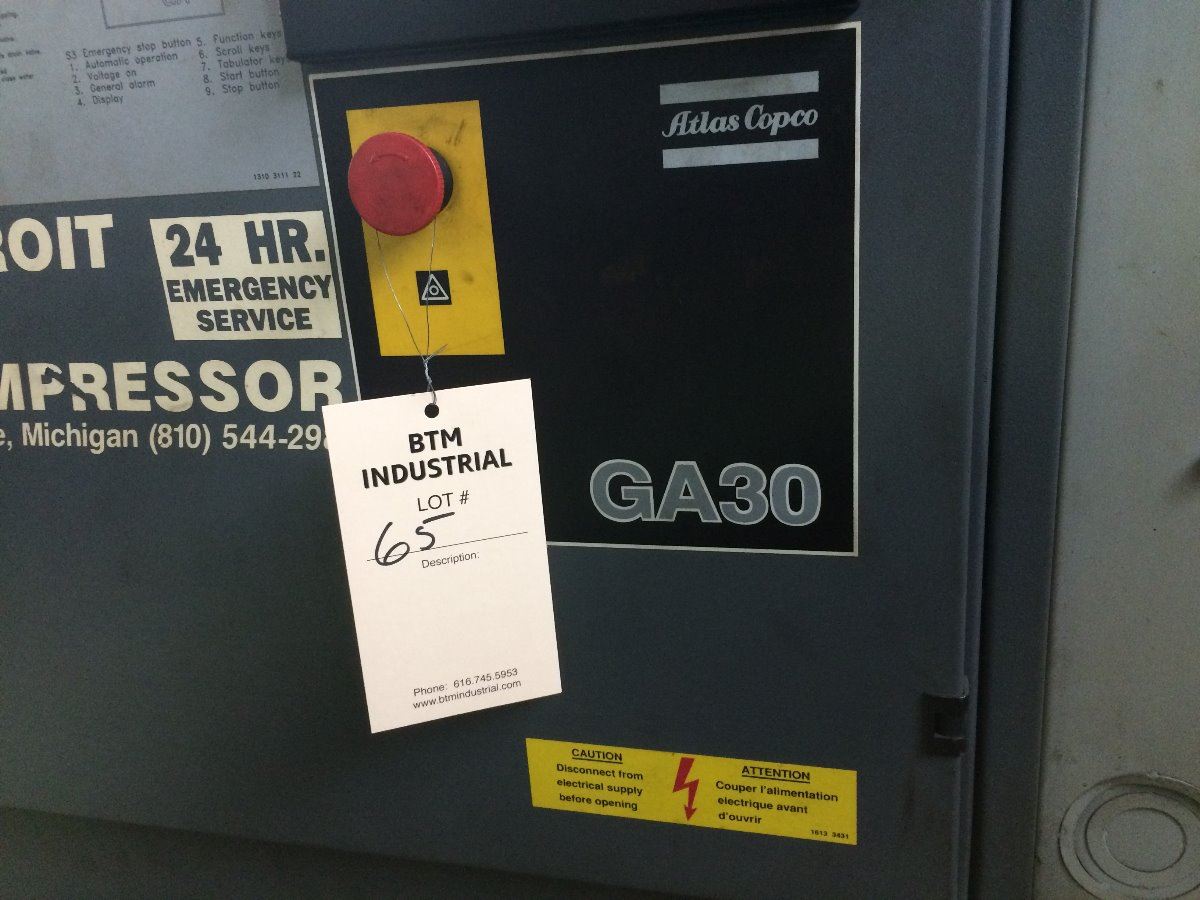 S3 Emergency stop button
1. Automatic operation
2. Voltage on
3. General alarm
4. Display
5. Function keys
6. Scroll keys
7. Tabulator key
8. Start button
9. Stop button
1310 3111 22
ROIT
24 HR.
EMERGENCY
SERVICE
MPRESSOR
e, Michigan (810) 544-29
Atlas Copco
GA30
BTM
INDUSTRIAL
LOT #
65
Description:
Phone: 616.745.5953
www.btmindustrial.com
CAUTION
Disconnect from
electrical supply
before opening
ATTENTION
Couper l'alimentation
electrique avant
d'ouvrir
1613 3431